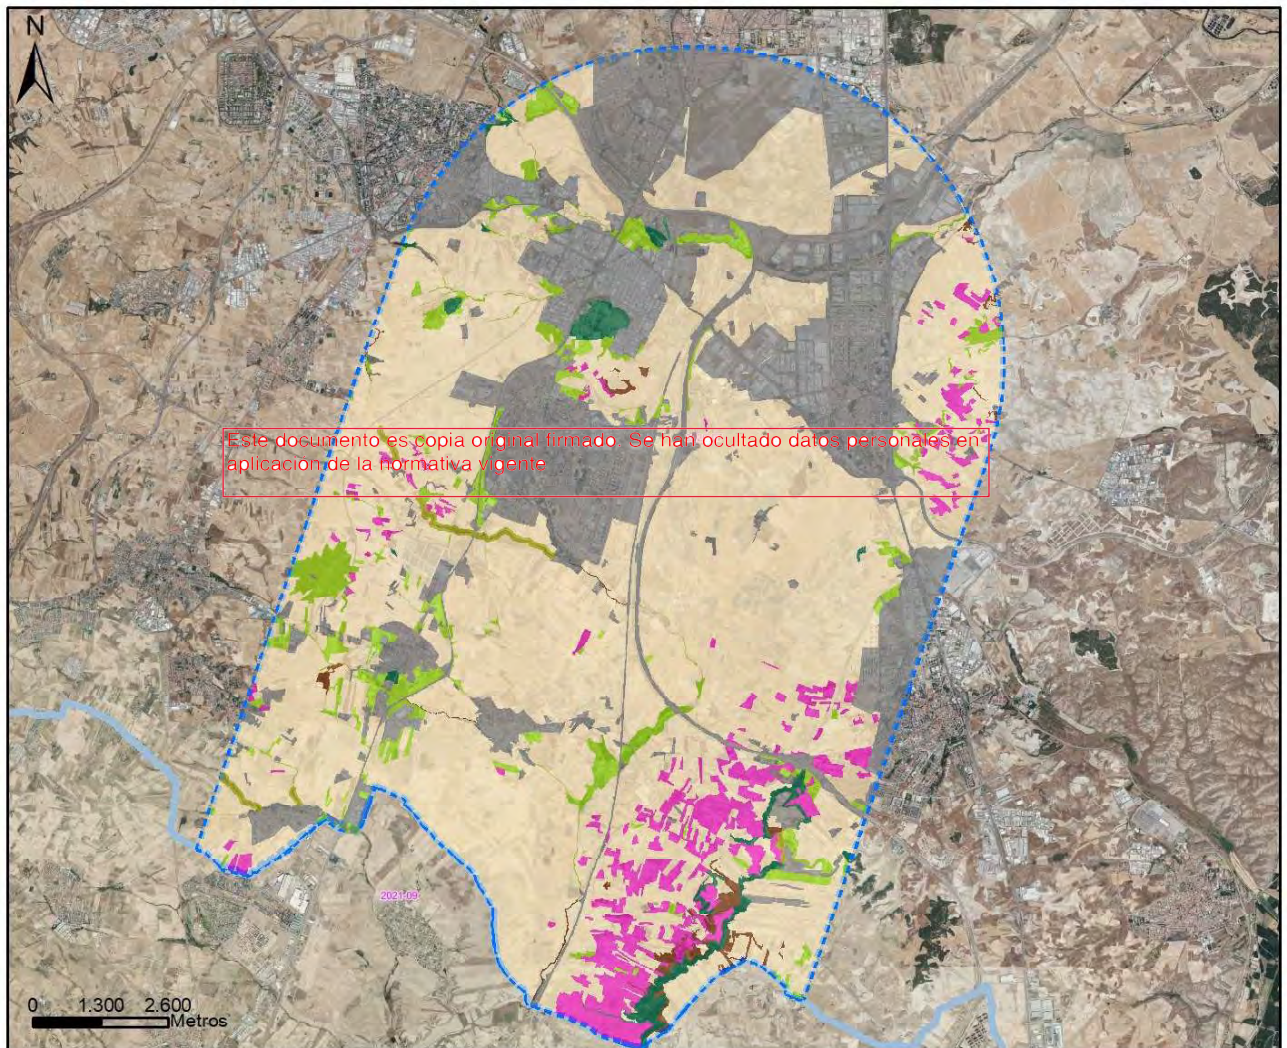 N
Este documento es copia original firmado. Se han ocultado datos personales en
aplicación de la normativa vigente
2021-09
0 1.300 2.600
Metros